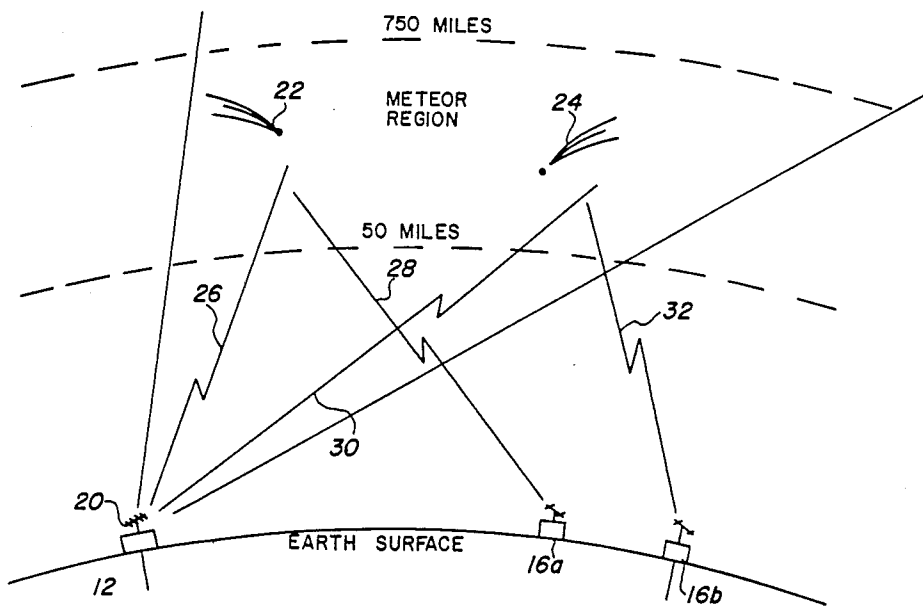 750 MILES
22
METEOR
REGION
24
50 MILES
28
26
32
30
20
EARTH SURFACE
12
16a
16b